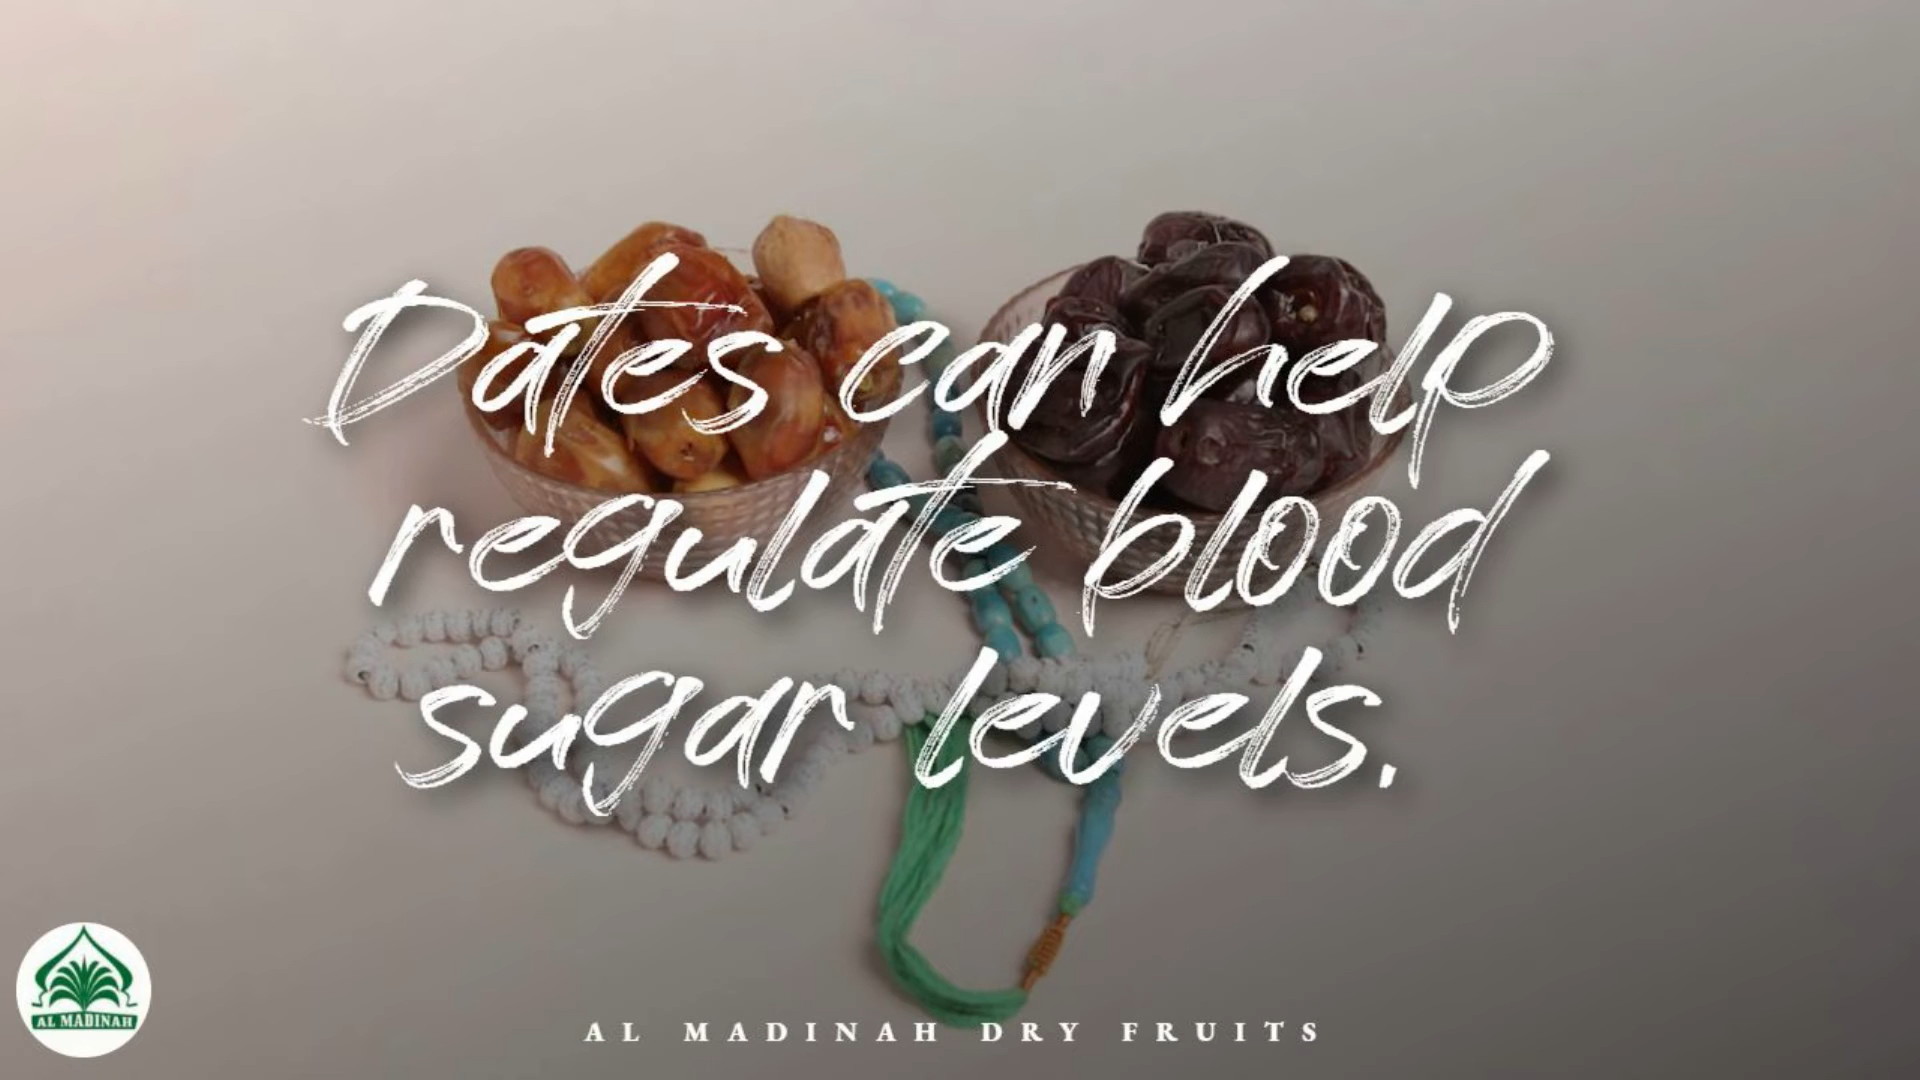 Dates can help
regulate blood
sugar levels.
AL MADINAH
AL MADINAH DRY FRUITS